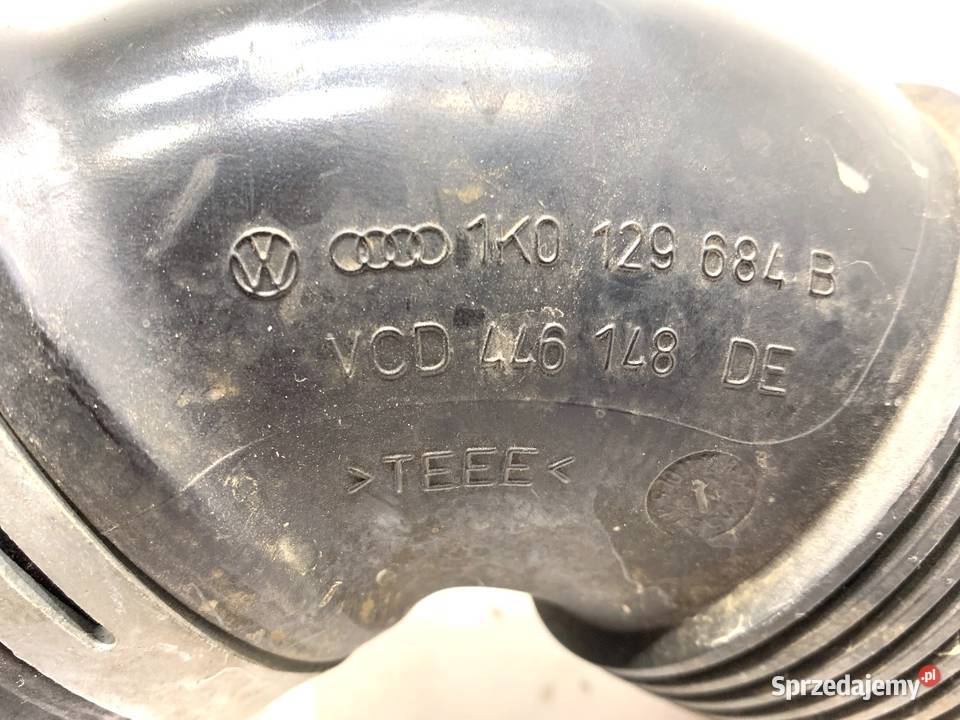 1K0 129 684 B
VCD 446 148 DE
>TEEE<
Sprzedajemy.pl